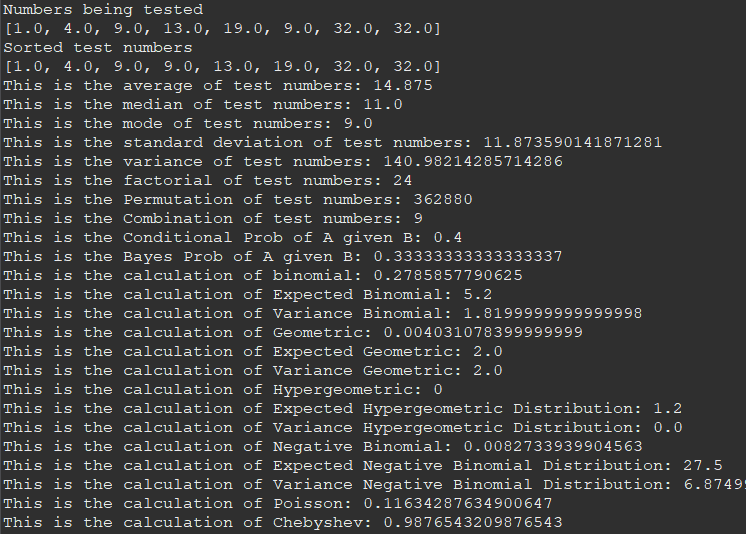 Numbers being tested
[1.0, 4.0, 9.0, 13.0, 19.0, 9.0, 32.0, 32.0]
Sorted test numbers
[1.0, 4.0, 9.0, 9.0, 13.0, 19.0, 32.0, 32.0]
This is the average of test numbers: 14.875
This is the median of test numbers: 11.0
This is the mode of test numbers: 9.0
This is the standard deviation of test numbers: 11.873590141871281
This is the variance of test numbers: 140.98214285714286
This is the factorial of test numbers: 24
This is the Permutation of test numbers: 362880
This is the Combination of test numbers: 9
This is the Conditional Prob of A given B: 0.4
This is the Bayes Prob of A given B: 0.33333333333333337
This is the calculation of binomial: 0.2785857790625
This is the calculation of Expected Binomial: 5.2
This is the calculation of Variance Binomial: 1.8199999999999998
This is the calculation of Geometric: 0.004031078399999999
This is the calculation of Expected Geometric: 2.0
This is the calculation of Variance Geometric: 2.0
This is the calculation of Hypergeometric: 0
This is the calculation of Expected Hypergeometric Distribution: 1.2
This is the calculation of Variance Hypergeometric Distribution: 0.0
This is the calculation of Negative Binomial: 0.0082733939904563
This is the calculation of Expected Negative Binomial Distribution: 27.5
This is the calculation of Variance Negative Binomial Distribution: 6.8749
This is the calculation of Poisson: 0.11634287634900647
This is the calculation of Chebyshev: 0.9876543209876543